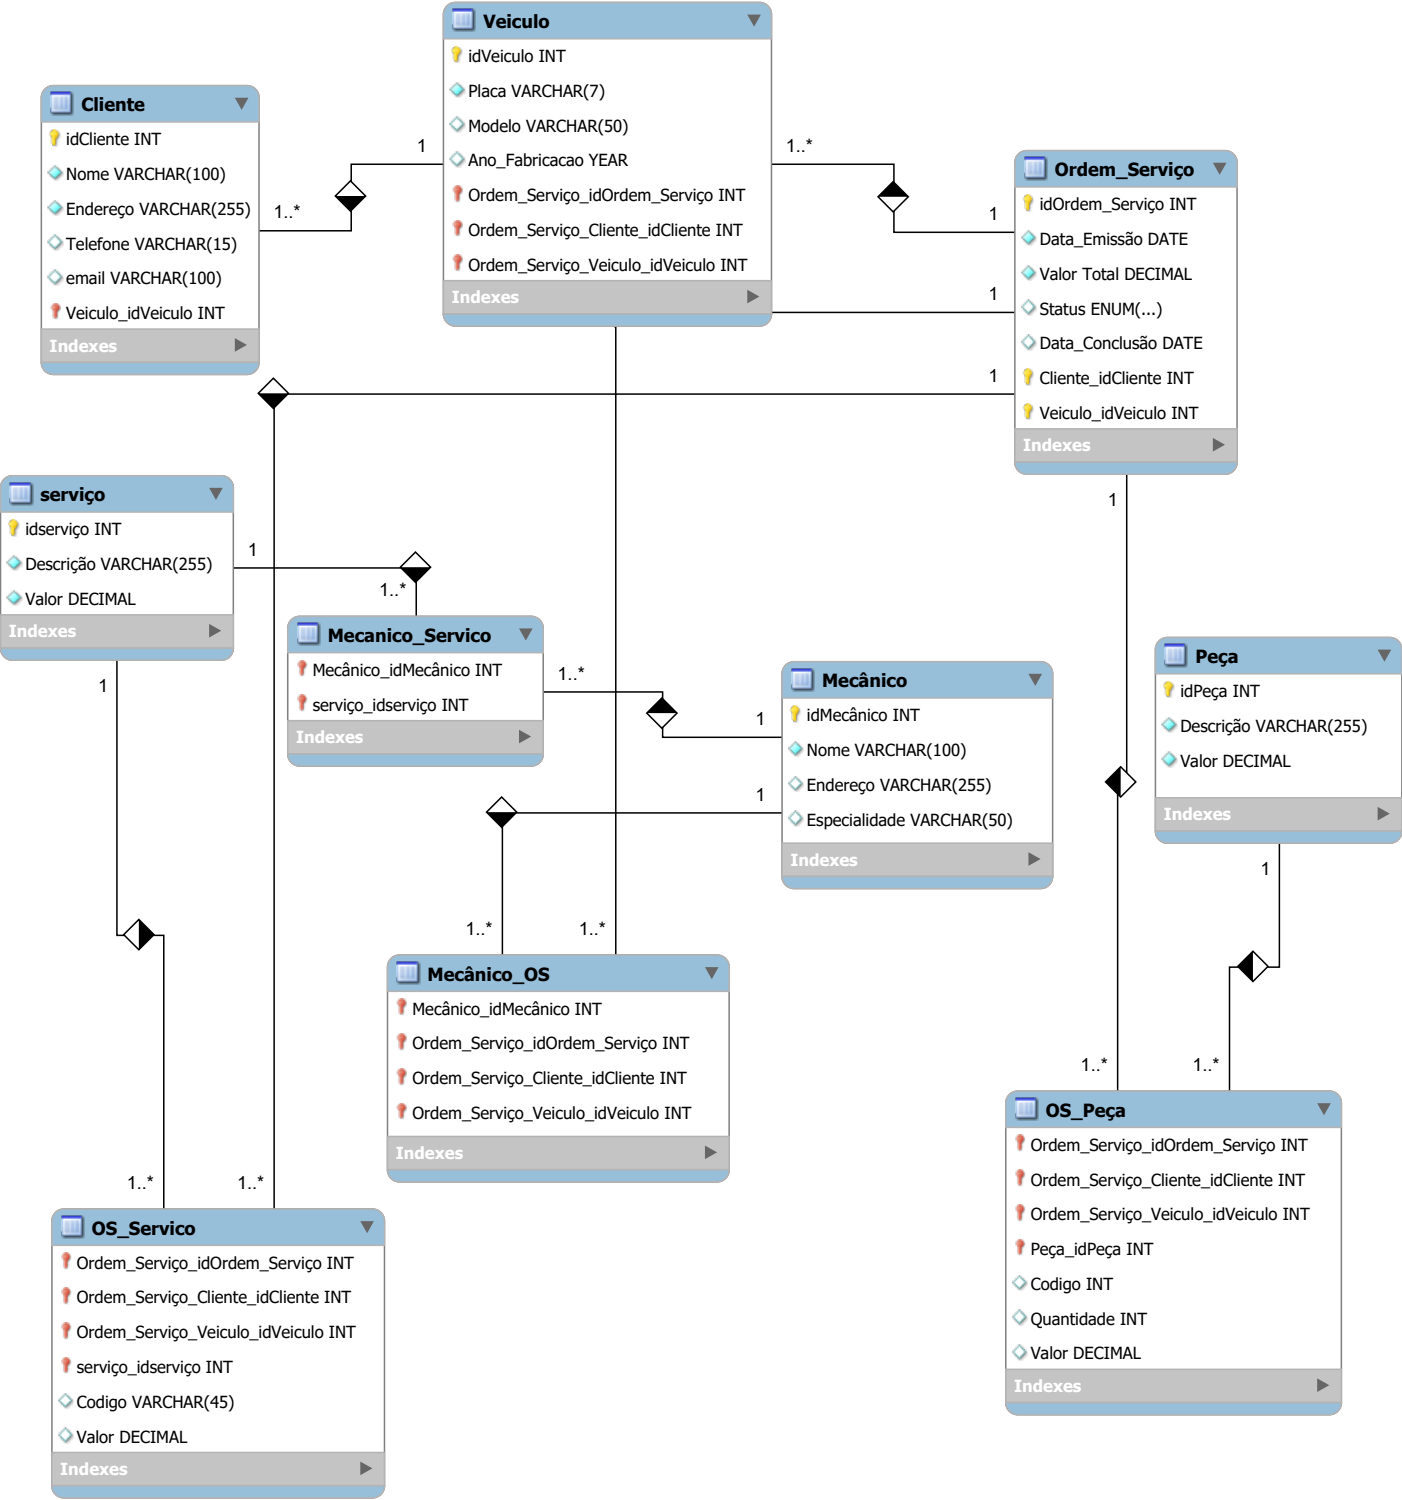 Veiculo
idVeiculo INT
Placa VARCHAR(7)
Modelo VARCHAR(50)
Ano_Fabricacao YEAR
Ordem_Serviço_idOrdem_Serviço INT
Ordem_Serviço_Cliente_idCliente INT
Ordem_Serviço_Veiculo_idVeiculo INT
Indexes
Cliente
idCliente INT
Nome VARCHAR(100)
Endereço VARCHAR(255)
Telefone VARCHAR(15)
email VARCHAR(100)
Veiculo_idVeiculo INT
Indexes
1
1..*
1..*
1
1
1
Ordem_Serviço
idOrdem_Serviço INT
Data_Emissão DATE
Valor Total DECIMAL
Status ENUM(...)
Data_Conclusão DATE
Cliente_idCliente INT
Veiculo_idVeiculo INT
Indexes
1
serviço
idserviço INT
Descrição VARCHAR(255)
Valor DECIMAL
Indexes
1
1..*
1
Mecanico_Servico
Mecânico_idMecânico INT
serviço_idserviço INT
Indexes
1..*
1
1
Mecânico
idMecânico INT
Nome VARCHAR(100)
Endereço VARCHAR(255)
Especialidade VARCHAR(50)
Indexes
Peça
idPeça INT
Descrição VARCHAR(255)
Valor DECIMAL
Indexes
1
1..*
1..*
Mecânico_OS
Mecânico_idMecânico INT
Ordem_Serviço_idOrdem_Serviço INT
Ordem_Serviço_Cliente_idCliente INT
Ordem_Serviço_Veiculo_idVeiculo INT
Indexes
1..*
1..*
OS_Peça
Ordem_Serviço_idOrdem_Serviço INT
Ordem_Serviço_Cliente_idCliente INT
Ordem_Serviço_Veiculo_idVeiculo INT
Peça_idPeça INT
Codigo INT
Quantidade INT
Valor DECIMAL
Indexes
1..*
1..*
OS_Servico
Ordem_Serviço_idOrdem_Serviço INT
Ordem_Serviço_Cliente_idCliente INT
Ordem_Serviço_Veiculo_idVeiculo INT
serviço_idserviço INT
Codigo VARCHAR(45)
Valor DECIMAL
Indexes